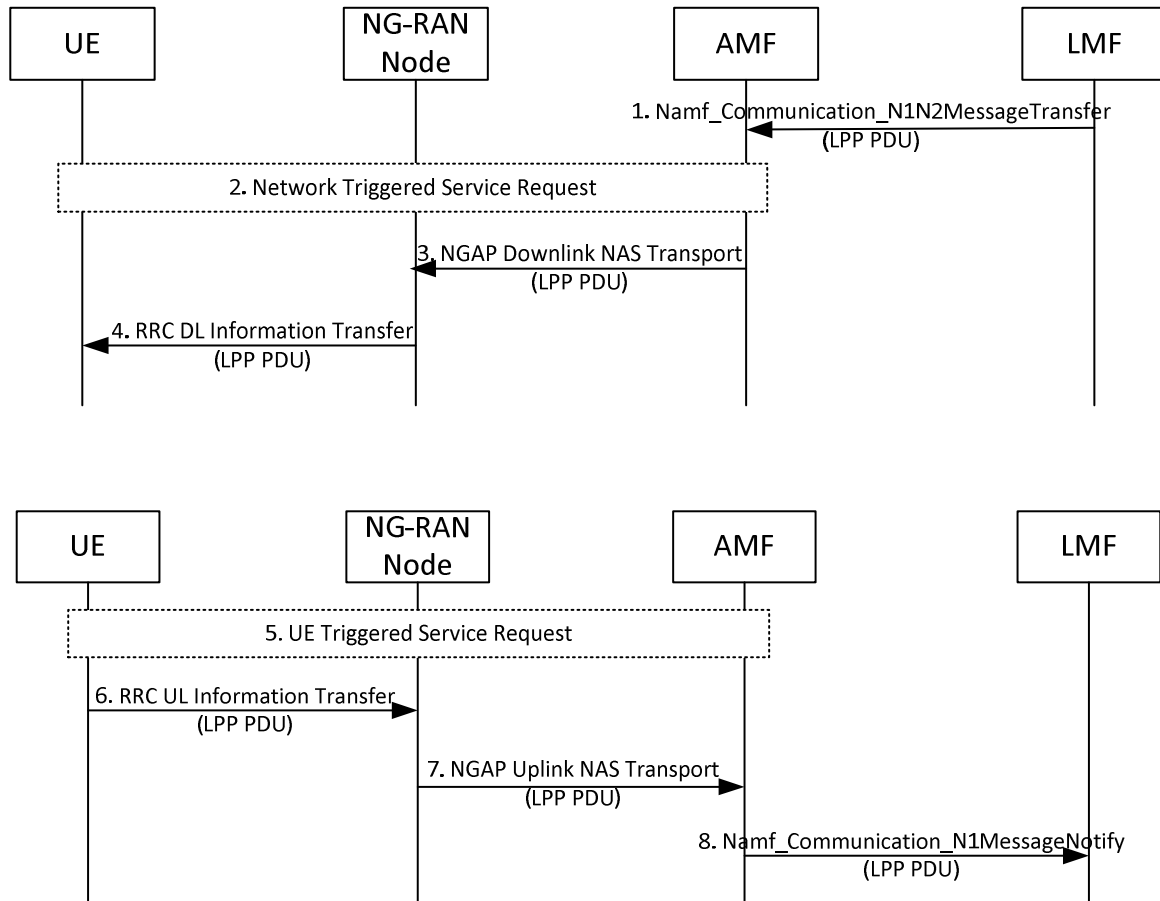 UE
NG-RAN
Node
AMF
LMF
1. Namf_Communication_N1N2MessageTransfer
(LPP PDU)
2. Network Triggered Service Request
3. NGAP Downlink NAS Transport
(LPP PDU)
4. RRC DL Information Transfer
(LPP PDU)
UE
NG-RAN
Node
AMF
LMF
5. UE Triggered Service Request
6. RRC UL Information Transfer
(LPP PDU)
7. NGAP Uplink NAS Transport
(LPP PDU)
8. Namf_Communication_N1MessageNotify
(LPP PDU)